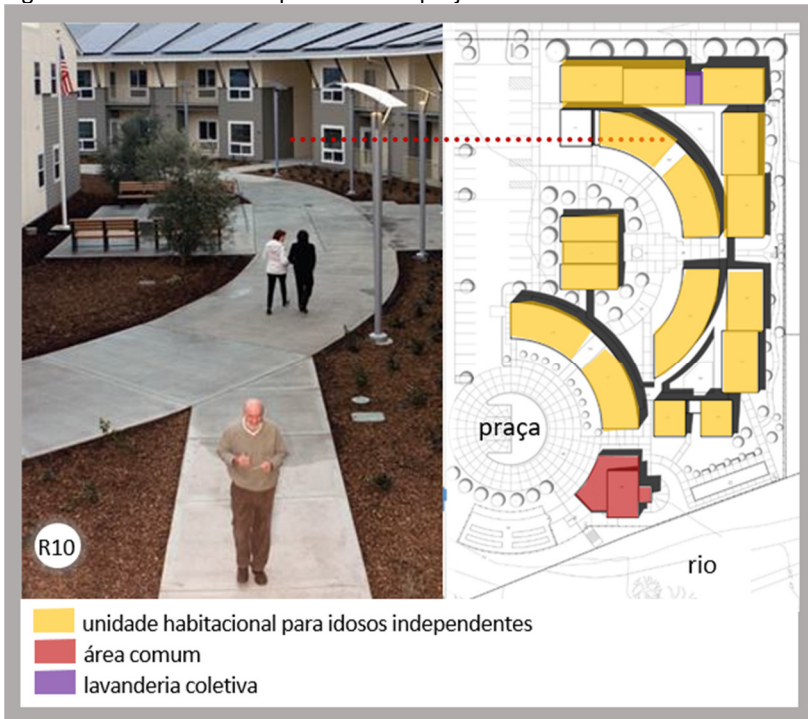 praça
R10
rio
unidade habitacional para idosos independentes
área comum
lavanderia coletiva